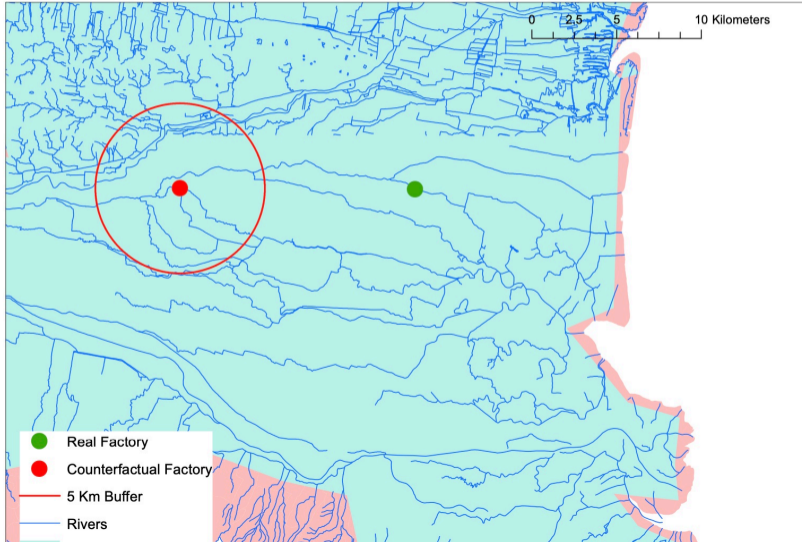 0 2.5 5 10 Kilometers
Real Factory
Counterfactual Factory
5 Km Buffer
Rivers